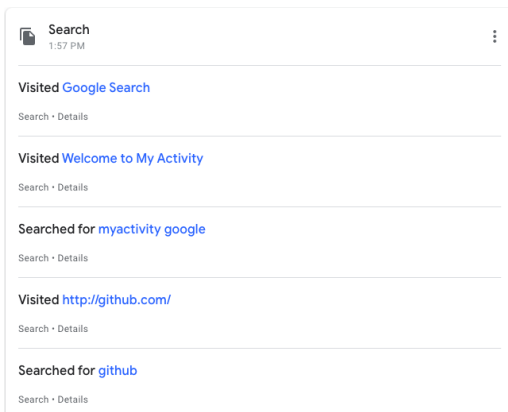 Search
1:57 PM
Visited Google Search
Search • Details
Visited Welcome to My Activity
Search • Details
Searched for myactivity google
Search • Details
Visited http://github.com/
Search • Details
Searched for github
Search • Details